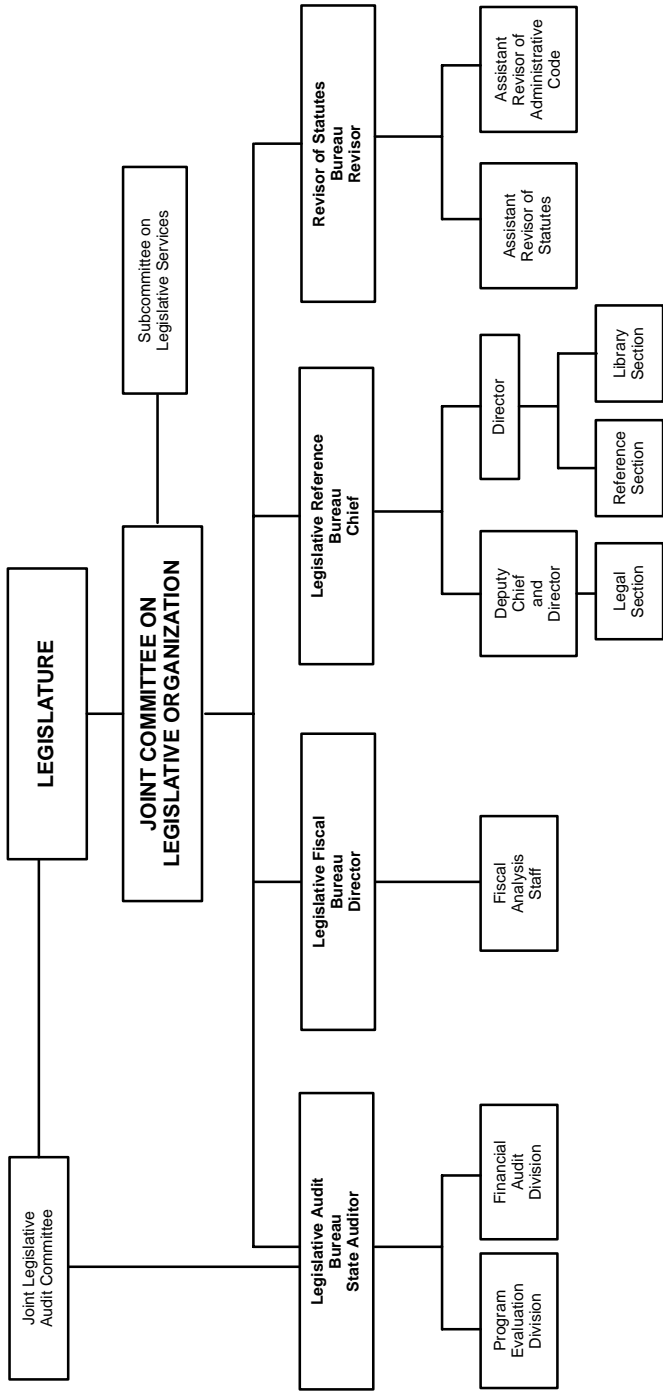 LEGISLATURE
Joint Legislative
Audit Committee
JOINT COMMITTEE ON
LEGISLATIVE ORGANIZATION
Subcommittee on
Legislative Services
Legislative Audit
Bureau
State Auditor
Legislative Fiscal
Bureau
Director
Legislative Reference
Bureau
Chief
Revisor of Statutes
Bureau
Revisor
Program
Evaluation
Division
Financial
Audit
Division
Fiscal
Analysis
Staff
Deputy
Chief
and
Director
Director
Assistant
Revisor of
Statutes
Assistant
Revisor of
Administrative
Code
Legal
Section
Reference
Section
Library
Section